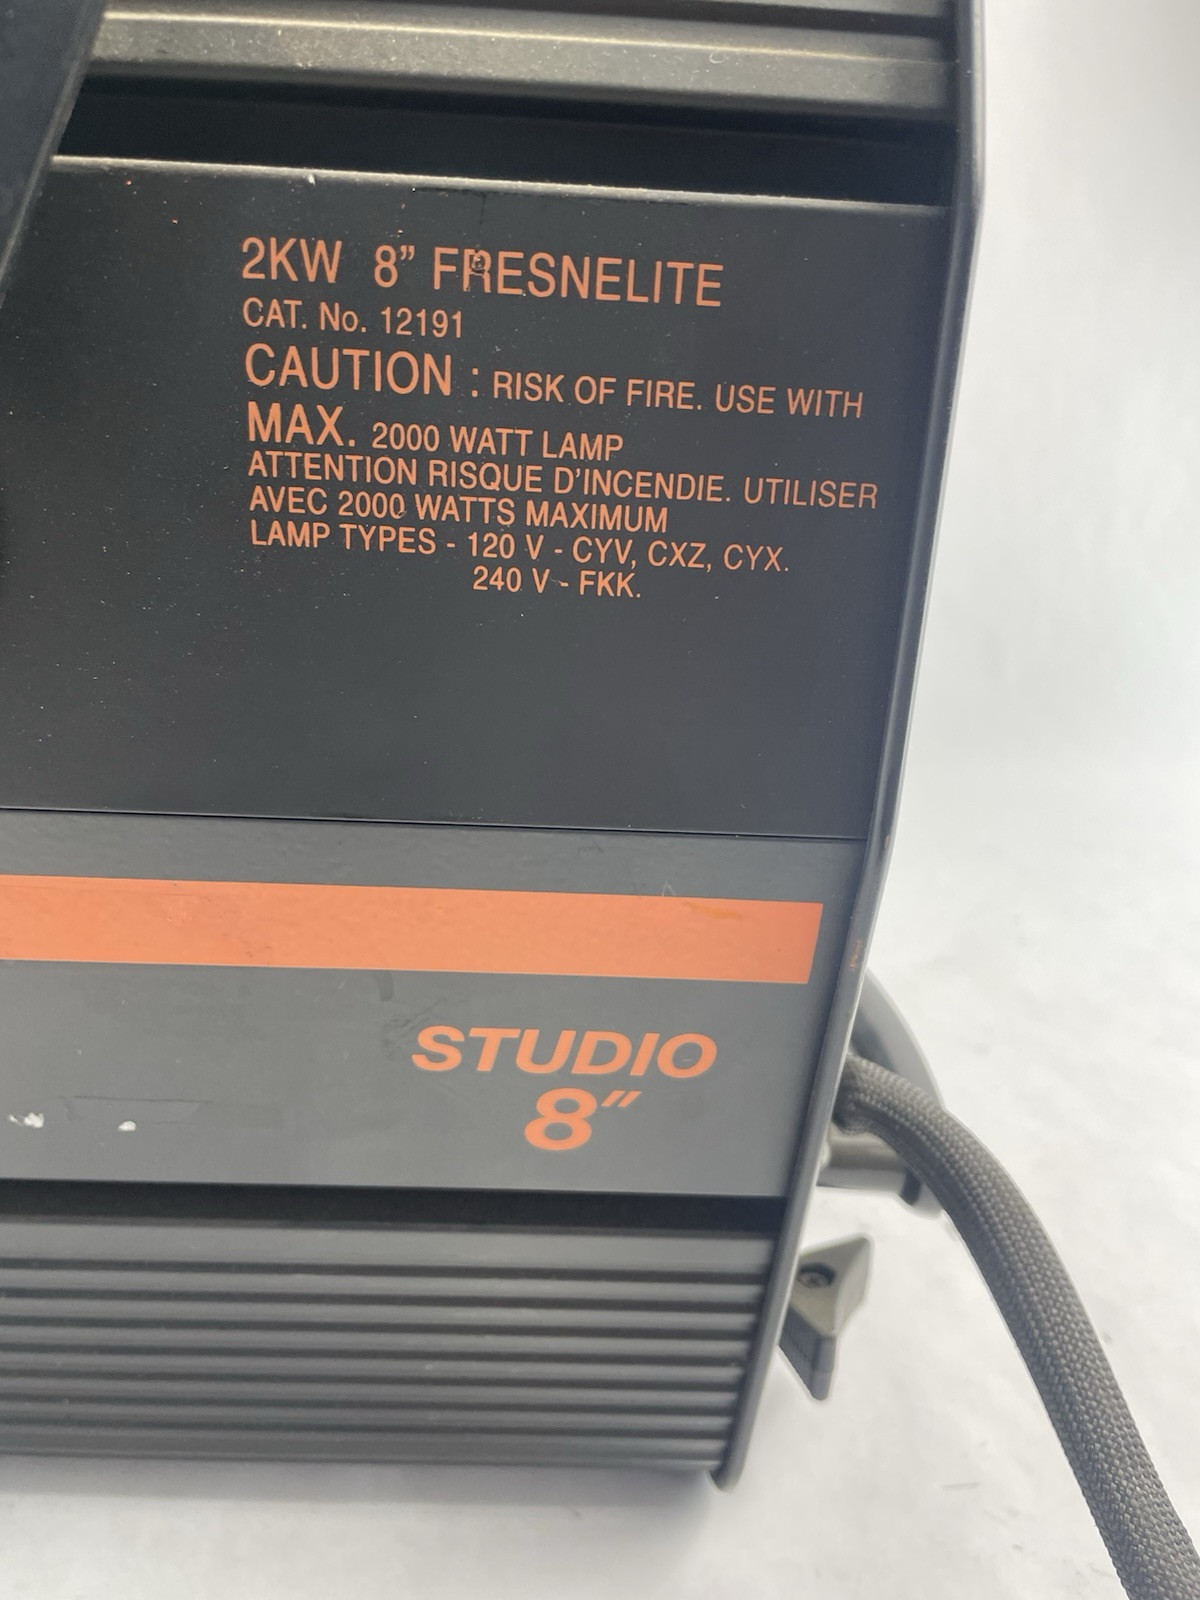 2KW 8” FRESNELITE
CAT. No. 12191
CAUTION : RISK OF FIRE. USE WITH
MAX. 2000 WATT LAMP
ATTENTION RISQUE D’INCENDIE. UTILISER
AVEC 2000 WATTS MAXIMUM
LAMP TYPES - 120 V - CYV, CXZ, CYX.
240 V - FKK.
STUDIO
8”